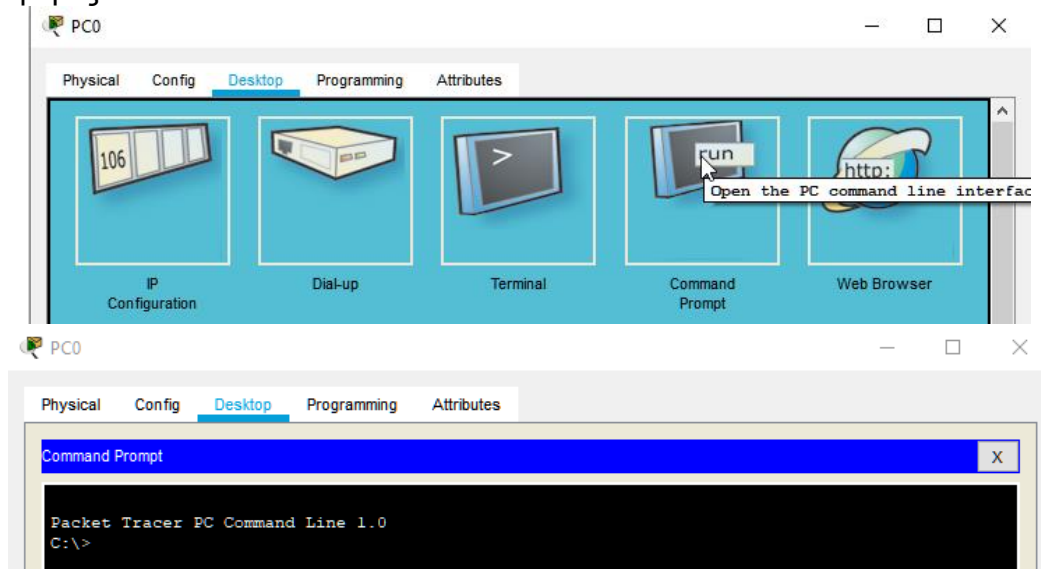 PC0
Physical Config Desktop Programming Attributes
106
>
run
http:
Open the PC command line interfac
IP Configuration
Dial-up
Terminal
Command Prompt
Web Browser
PC0
Physical Config Desktop Programming Attributes
Command Prompt X
Packet Tracer PC Command Line 1.0
C:\>